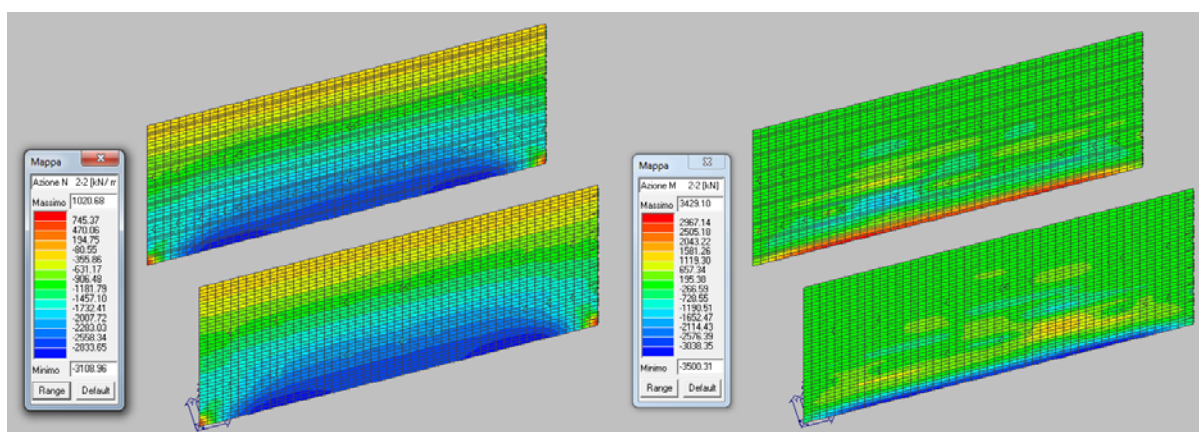 Mappa
Azione N 2-2 [kN/ m
Massimo 1020.68
745.37
470.06
194.75
-80.55
-355.86
-631.17
-906.48
-1181.79
-1457.10
-1732.41
-2007.72
-2283.03
-2558.34
-2833.65
Minimo -3108.96
Range Default
Mappa
Azione M 2-2 [kN]
Massimo 3429.10
2967.14
2505.18
2043.22
1581.26
1119.30
657.34
195.38
-266.59
-728.55
-1190.51
-1652.47
-2114.43
-2576.39
-3038.35
Minimo -3500.31
Range Default